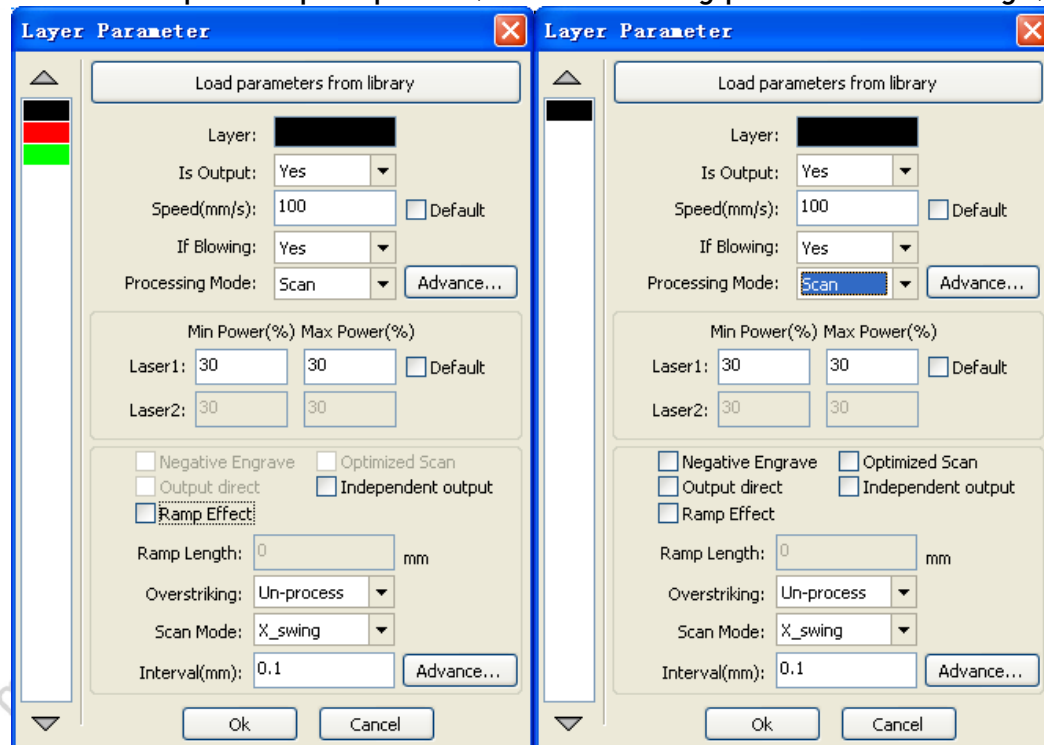 Layer Parameter
Load parameters from library
Layer:
Is Output: Yes
Speed(mm/s): 100 Default
If Blowing: Yes
Processing Mode: Scan Advance...
Min Power(%) Max Power(%)
Laser1: 30 30 Default
Laser2: 30 30
Negative Engrave Optimized Scan
Output direct Independent output
Ramp Effect
Ramp Length: 0 mm
Overstriking: Un-process
Scan Mode: X_swing
Interval(mm): 0.1 Advance...
Ok Cancel
Layer Parameter
Load parameters from library
Layer:
Is Output: Yes
Speed(mm/s): 100 Default
If Blowing: Yes
Processing Mode: Scan Advance...
Min Power(%) Max Power(%)
Laser1: 30 30 Default
Laser2: 30 30
Negative Engrave Optimized Scan
Output direct Independent output
Ramp Effect
Ramp Length: 0 mm
Overstriking: Un-process
Scan Mode: X_swing
Interval(mm): 0.1 Advance...
Ok Cancel